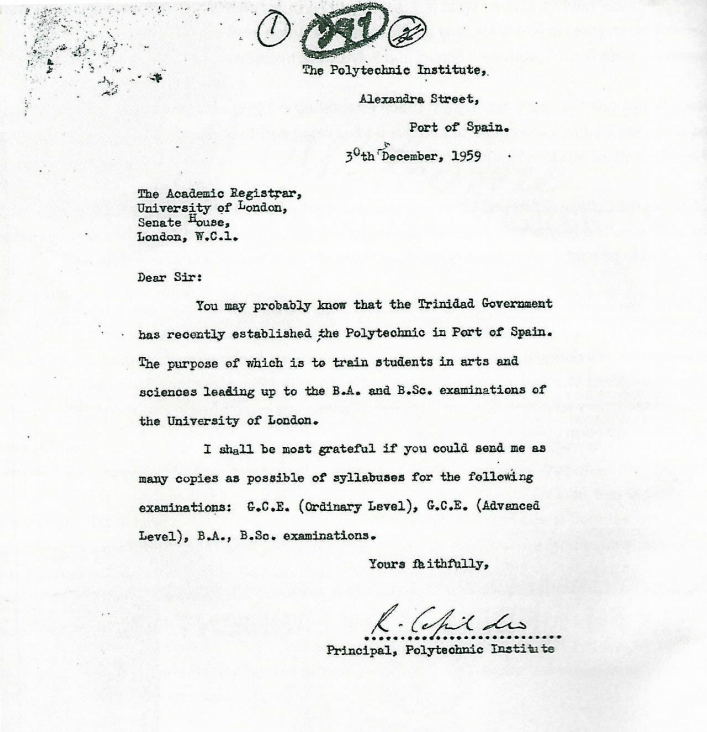 1 297
The Polytechnic Institute,
Alexandra Street,
Port of Spain.
30th December, 1959
The Academic Registrar,
University of London,
Senate House,
London, W.C.1.
Dear Sir:
You may probably know that the Trinidad Government
has recently established the Polytechnic in Port of Spain.
The purpose of which is to train students in arts and
sciences leading up to the B.A. and B.Sc. examinations of
the University of London.
I shall be most grateful if you could send me as
many copies as possible of syllabuses for the following
examinations: G.C.E. (Ordinary Level), G.C.E. (Advanced
Level), B.A., B.Sc. examinations.
Yours faithfully,
R. Capildeo
Principal, Polytechnic Institute